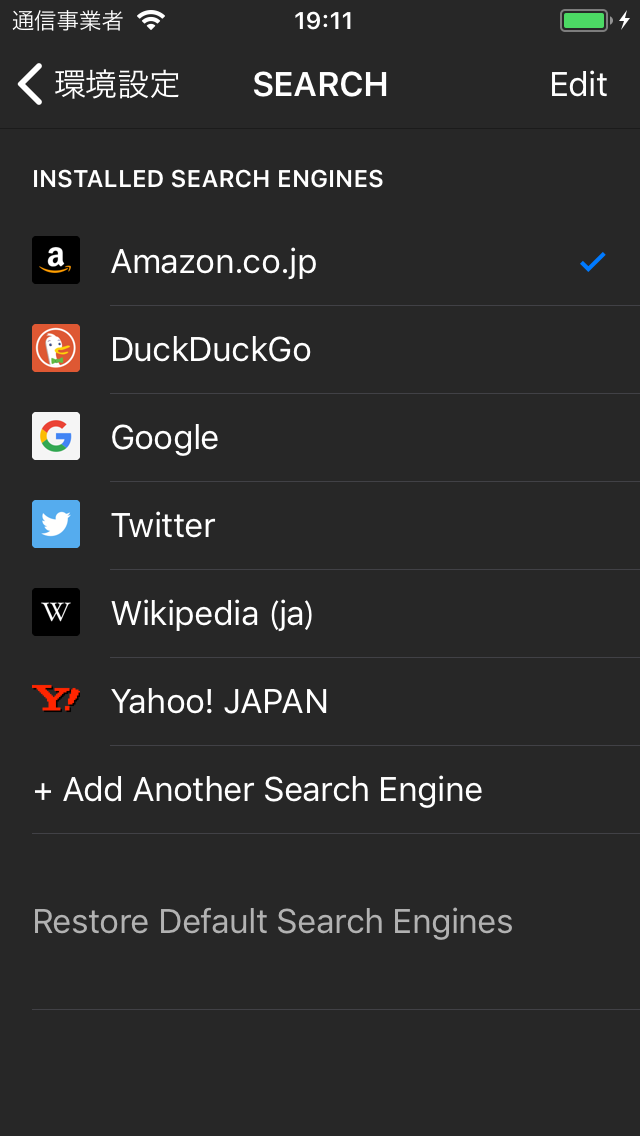 通信事業者 19:11
環境設定 SEARCH Edit
INSTALLED SEARCH ENGINES
a Amazon.co.jp
DuckDuckGo
G Google
Twitter
W Wikipedia (ja)
Y! Yahoo! JAPAN
+ Add Another Search Engine
Restore Default Search Engines